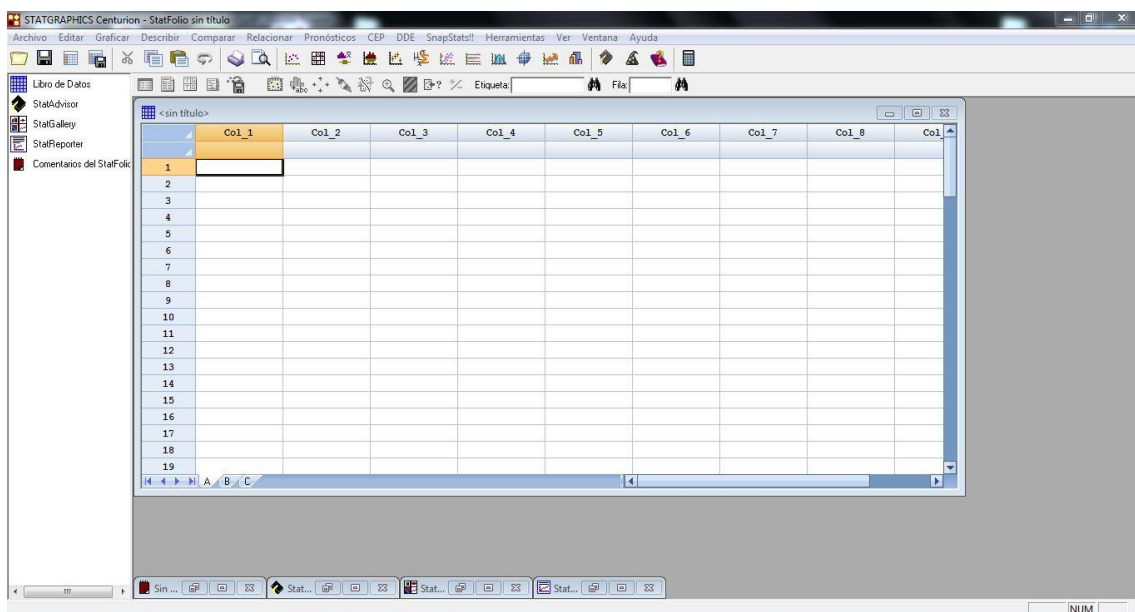 STATGRAPHICS Centurion - StatFolio sin título
Archivo Editar Graficar Describir Comparar Relacionar Pronósticos CEP DDE SnapStats!! Herramientas Ver Ventana Ayuda
Etiqueta: Fila:
Libro de Datos
StatAdvisor
StatGallery
StatReporter
Comentarios del StatFolio
<sin título>
Col_1 Col_2 Col_3 Col_4 Col_5 Col_6 Col_7 Col_8 Col_
1
2
3
4
5
6
7
8
9
10
11
12
13
14
15
16
17
18
19
A B C
Sin ... Stat... Stat... Stat...
NUM